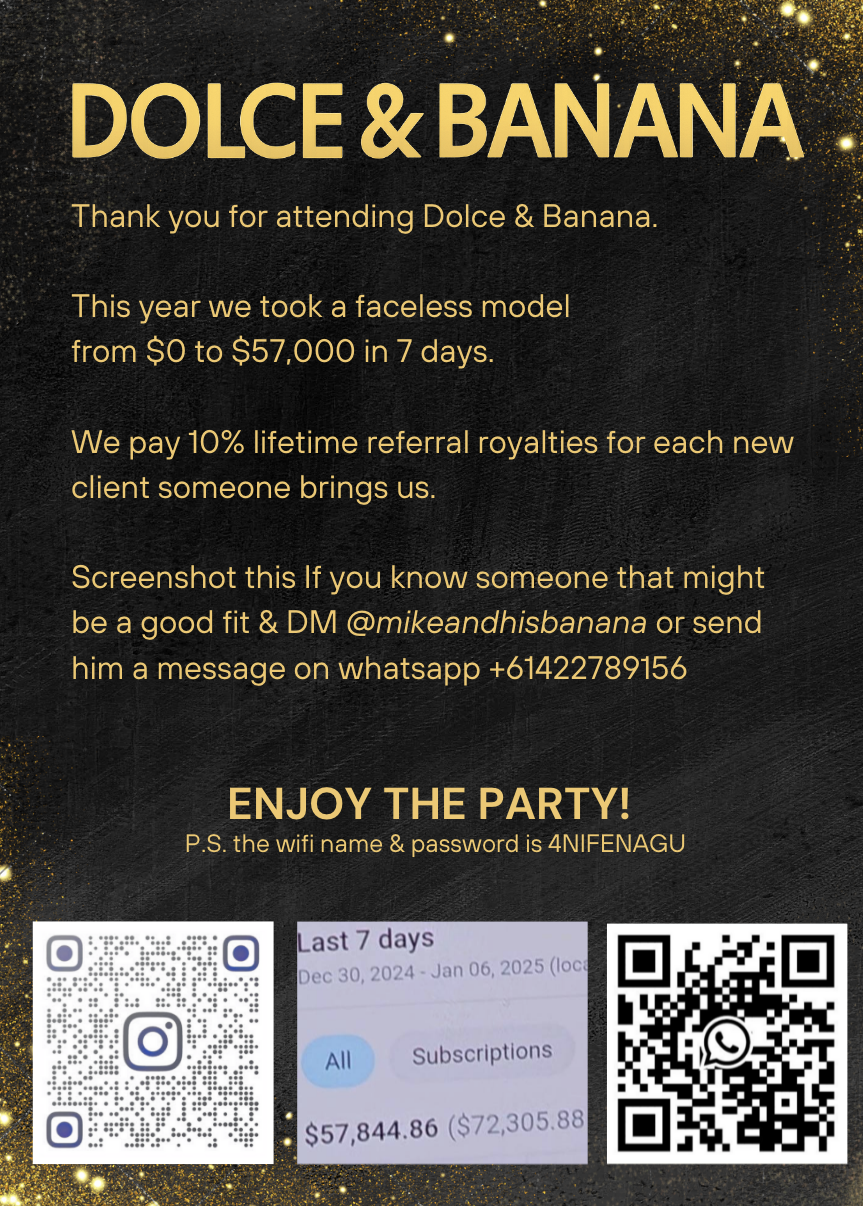 DOLCE & BANANA
Thank you for attending Dolce & Banana.
This year we took a faceless model
from $0 to $57,000 in 7 days.
We pay 10% lifetime referral royalties for each new
client someone brings us.
Screenshot this If you know someone that might
be a good fit & DM @mikeandhisbanana or send
him a message on whatsapp +61422789156
ENJOY THE PARTY!
P.S. the wifi name & password is 4NIFENAGU
Last 7 days
Dec 30, 2024 - Jan 06, 2025 (loca
All
Subscriptions
$57,844.86 ($72,305.88